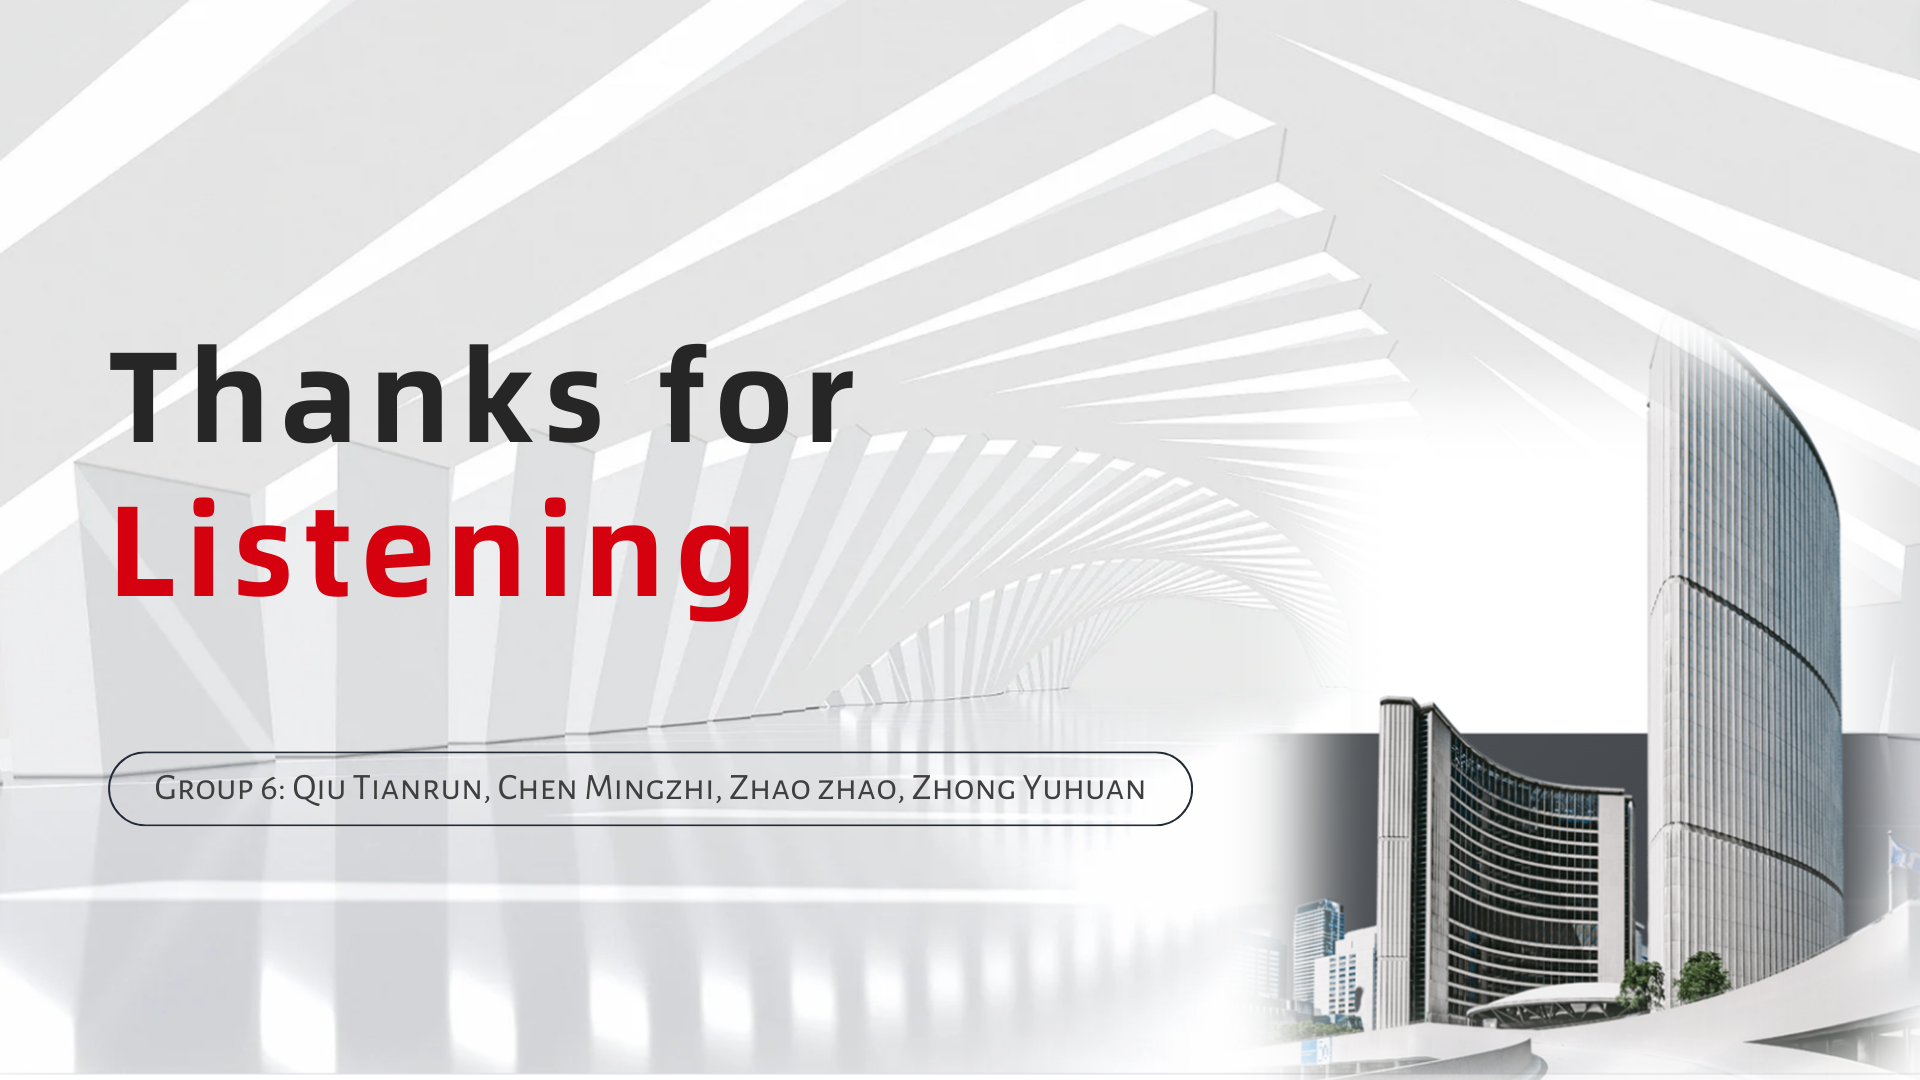 Thanks for
Listening
Group 6: Qiu Tianrun, Chen Mingzhi, Zhao zhao, Zhong Yuhuan